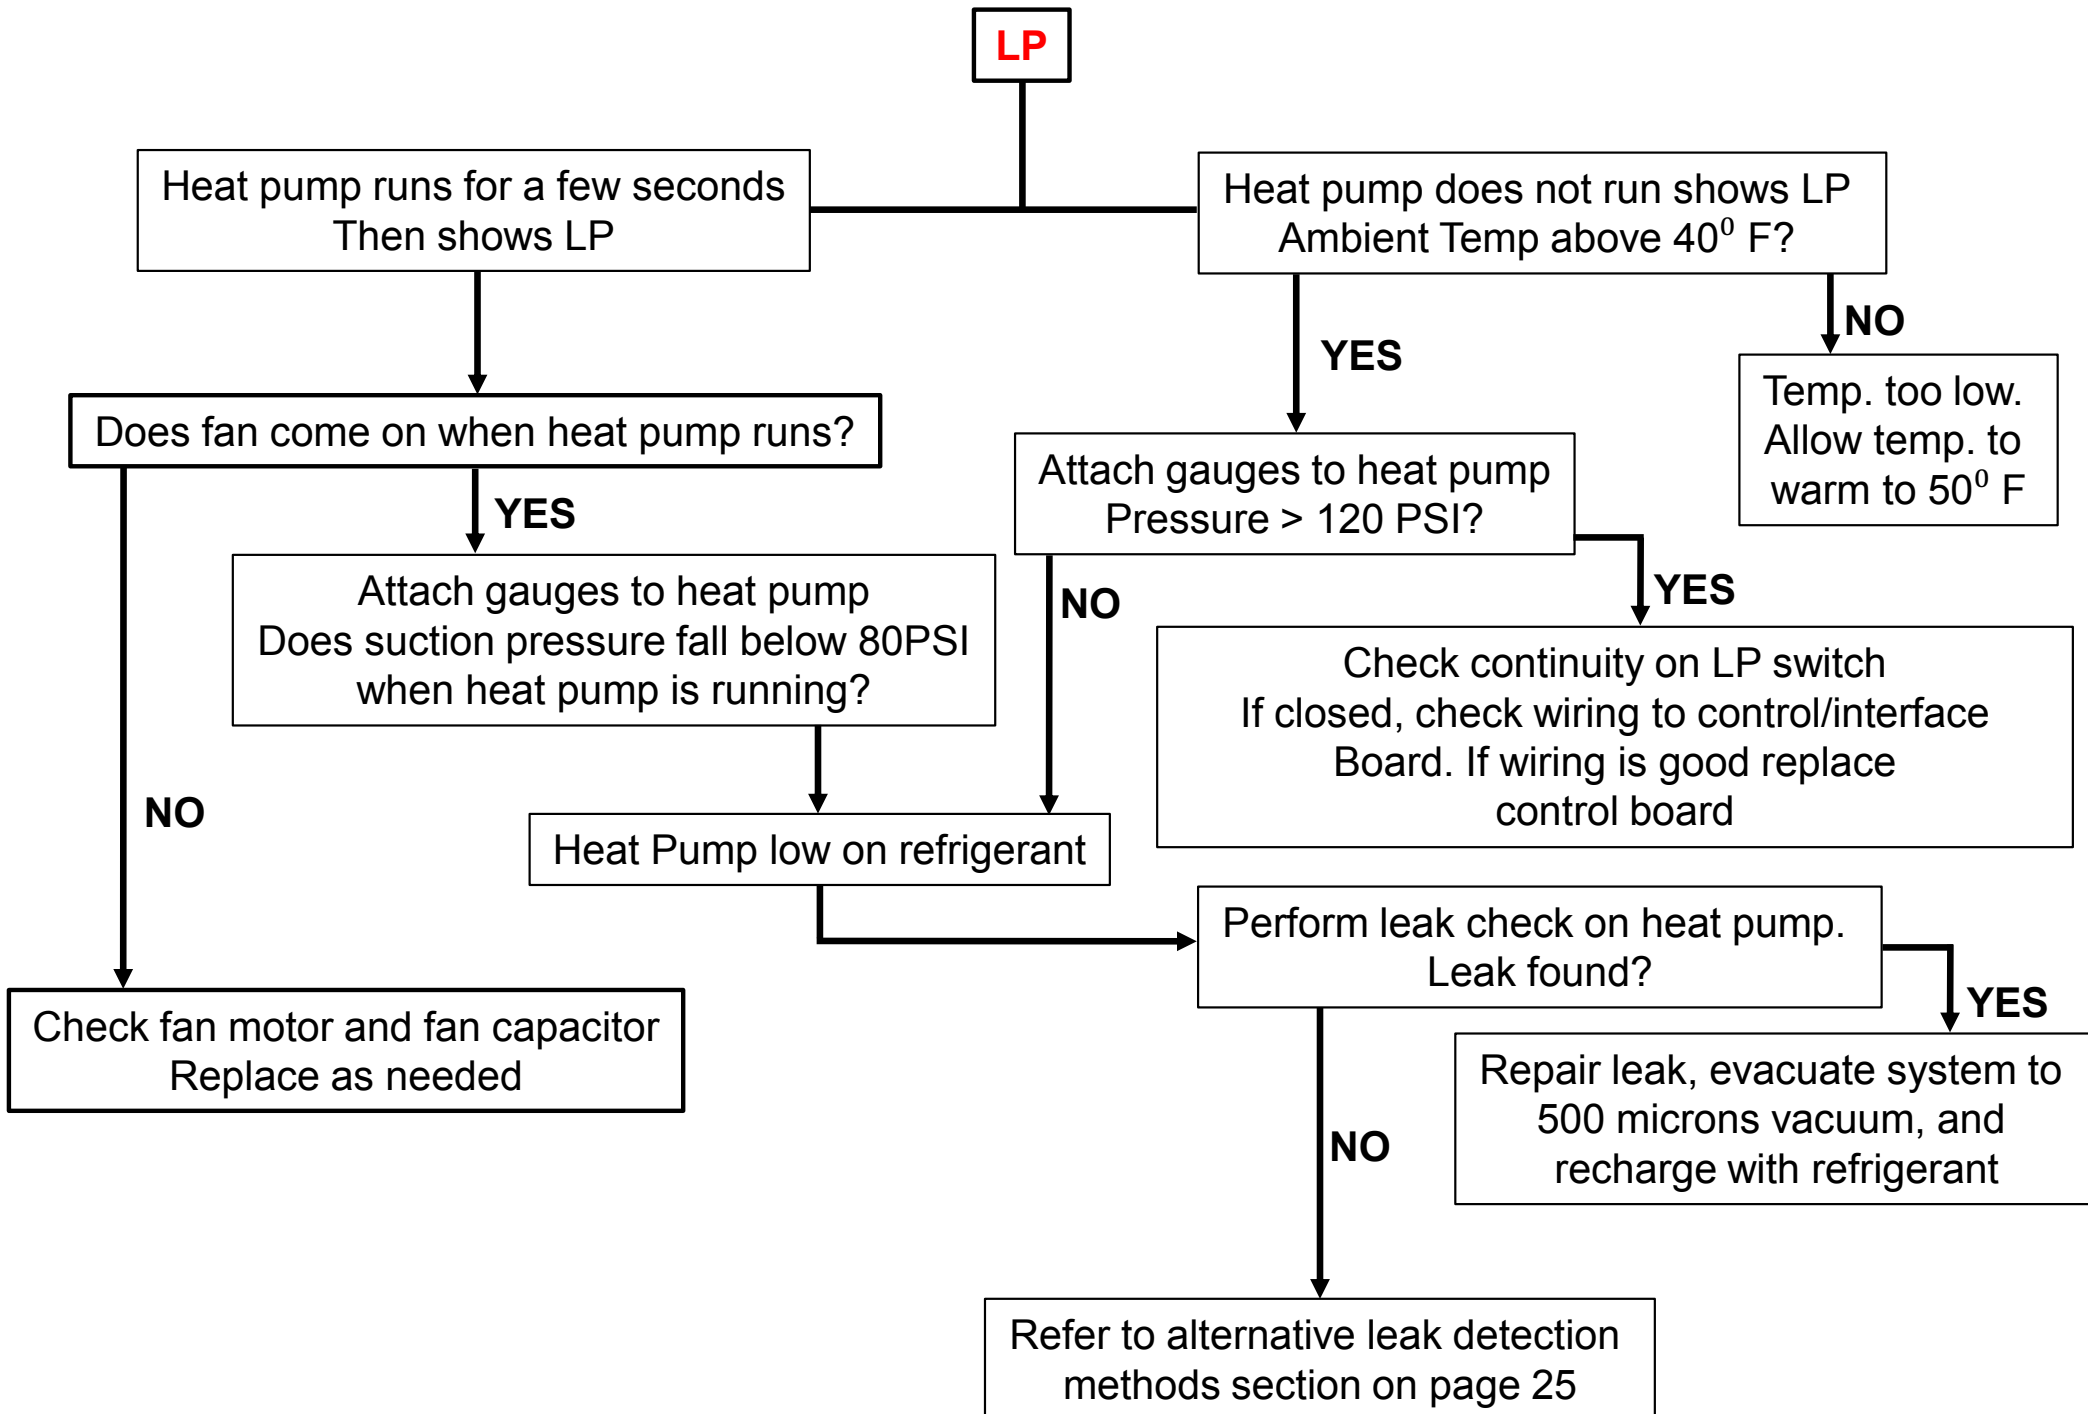 LP
Heat pump runs for a few seconds
Then shows LP
Heat pump does not run shows LP
Ambient Temp above 40⁰ F?
NO
YES
Temp. too low.
Allow temp. to
warm to 50⁰ F
Does fan come on when heat pump runs?
Attach gauges to heat pump
Pressure > 120 PSI?
YES
Attach gauges to heat pump
Does suction pressure fall below 80PSI
when heat pump is running?
NO
YES
Check continuity on LP switch
If closed, check wiring to control/interface
Board. If wiring is good replace
control board
NO
Heat Pump low on refrigerant
Perform leak check on heat pump.
Leak found?
YES
Check fan motor and fan capacitor
Replace as needed
Repair leak, evacuate system to
500 microns vacuum, and
recharge with refrigerant
NO
Refer to alternative leak detection
methods section on page 25